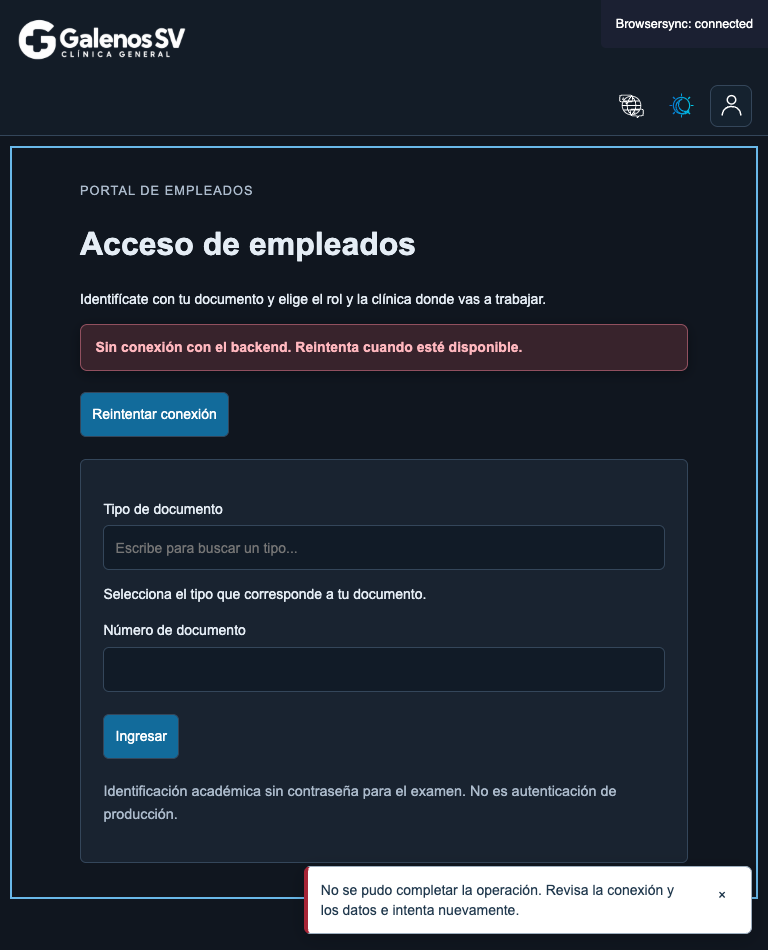 Browsersync: connected
Galenos SV
CLÍNICA GENERAL
PORTAL DE EMPLEADOS
Acceso de empleados
Identifícate con tu documento y elige el rol y la clínica donde vas a trabajar.
Sin conexión con el backend. Reintenta cuando esté disponible.
Reintentar conexión
Tipo de documento
Escribe para buscar un tipo...
Selecciona el tipo que corresponde a tu documento.
Número de documento
Ingresar
Identificación académica sin contraseña para el examen. No es autenticación de
producción.
No se pudo completar la operación. Revisa la conexión y
los datos e intenta nuevamente.
×